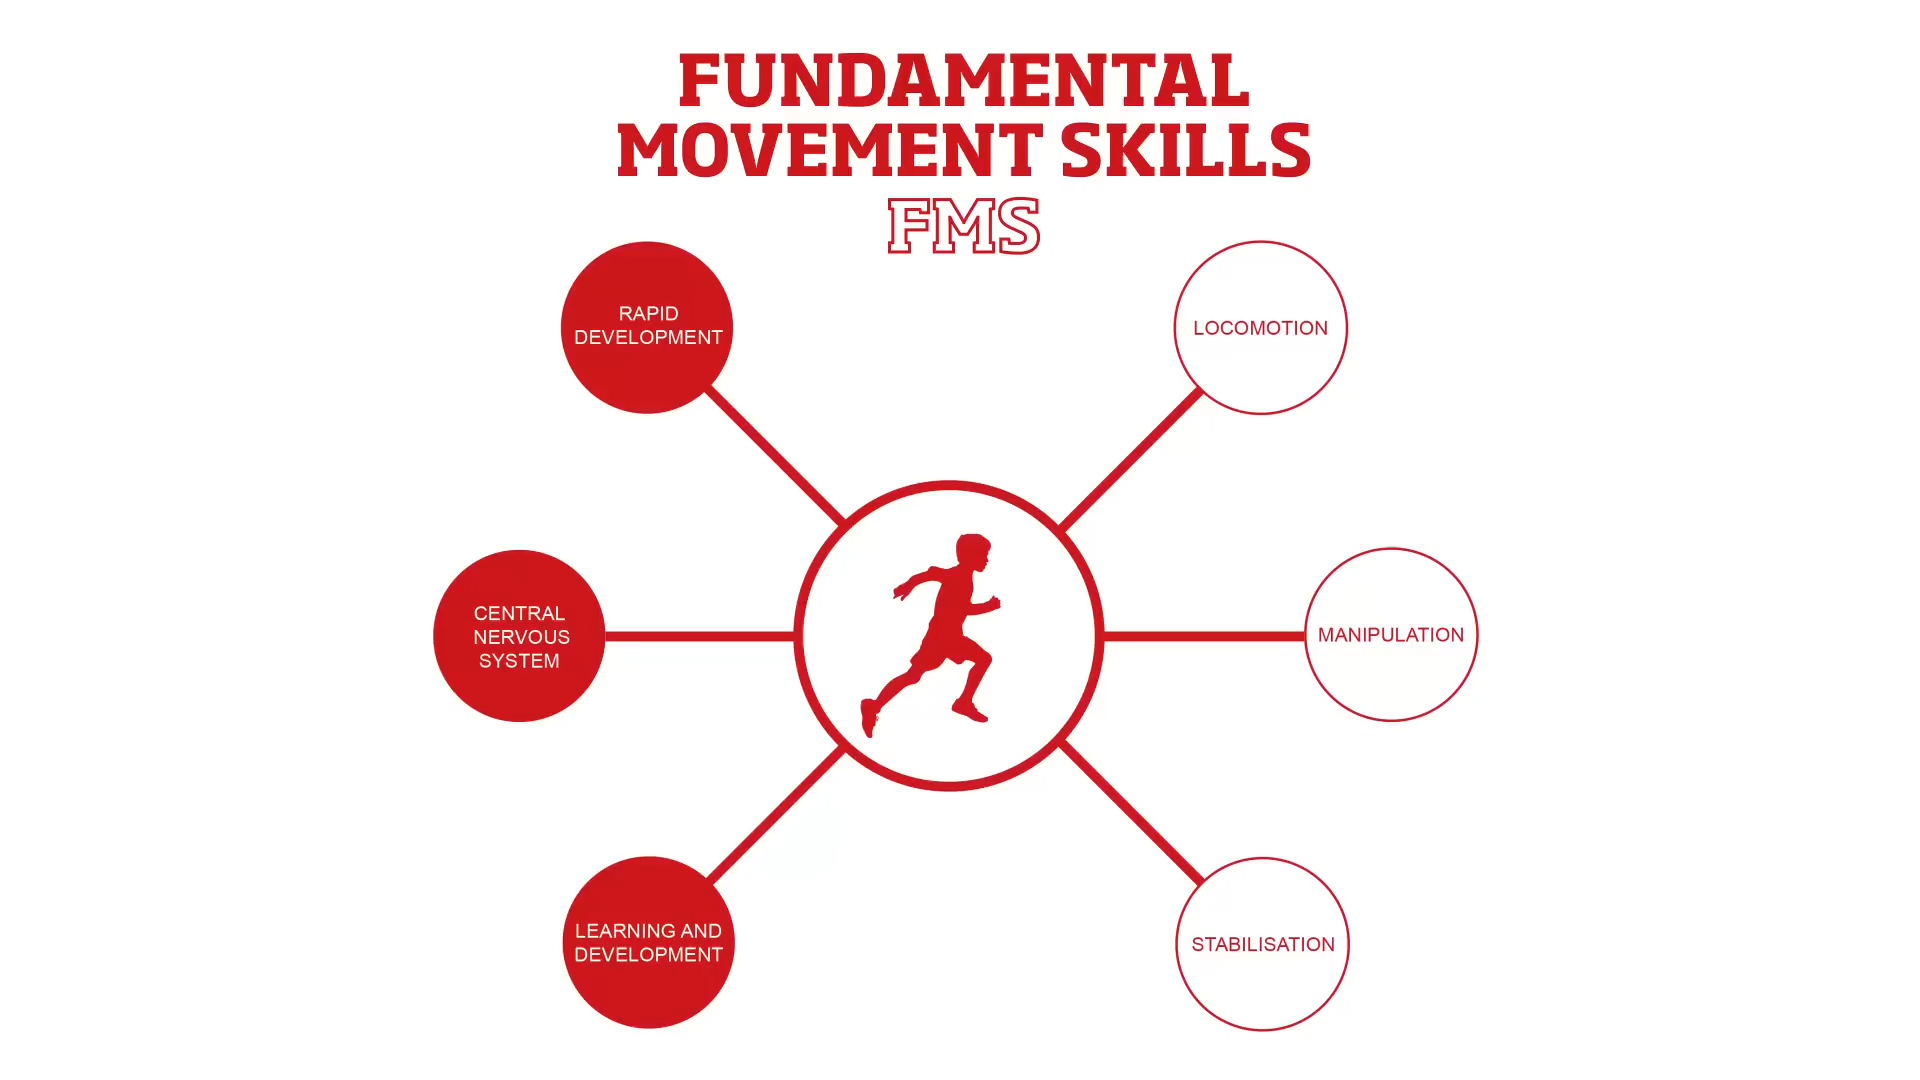 FUNDAMENTAL
MOVEMENT SKILLS
FMS
RAPID
DEVELOPMENT
LOCOMOTION
CENTRAL
NERVOUS
SYSTEM
MANIPULATION
LEARNING AND
DEVELOPMENT
STABILISATION